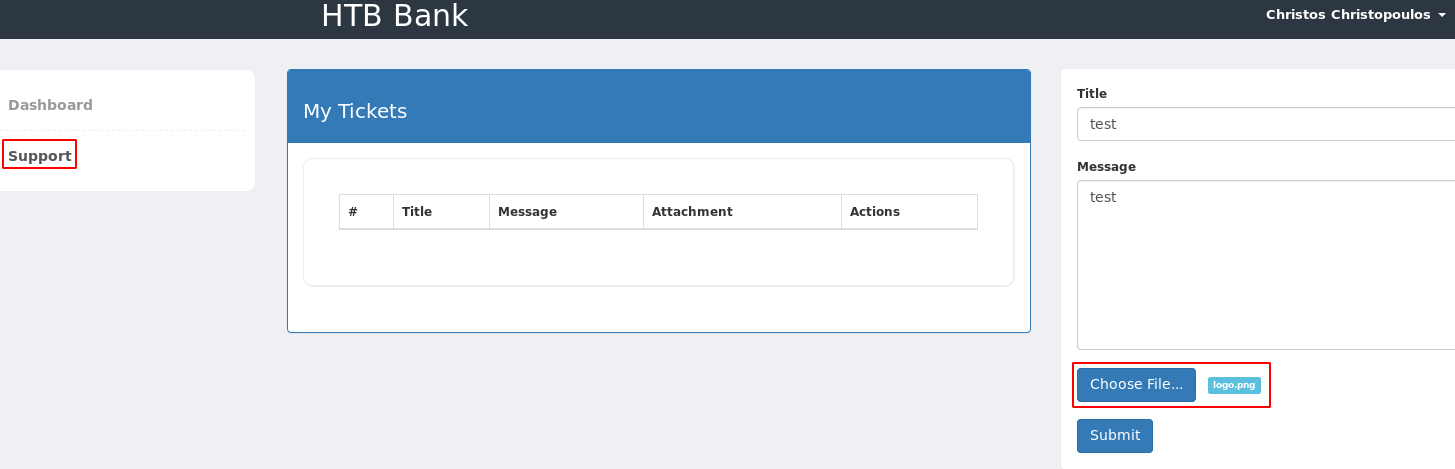 HTB Bank
Christos Christopoulos
Dashboard
Support
My Tickets
# Title Message Attachment Actions
Title
test
Message
test
Choose File... logo.png
Submit